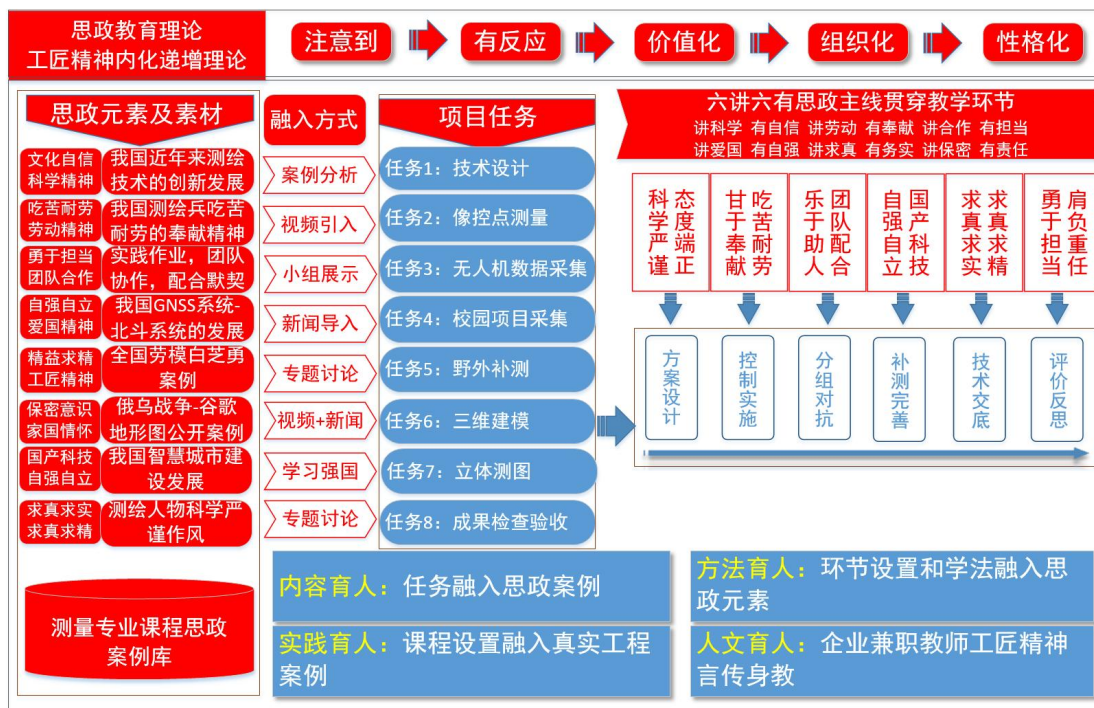 思政教育理论
工匠精神内化递增理论
注意到
有反应
价值化
组织化
性格化
思政元素及素材
融入方式
项目任务
文化自信
科学精神
我国近年来测绘
技术的创新发展
案例分析
任务1：技术设计
吃苦耐劳
劳动精神
我国测绘兵吃苦
耐劳的奉献精神
视频引入
任务2：像控点测量
勇于担当
团队合作
实践作业，团队
协作，配合默契
小组展示
任务3：无人机数据采集
自强自立
爱国精神
我国GNSS系统-
北斗系统的发展
新闻导入
任务4：校园项目采集
精益求精
工匠精神
全国劳模白芝勇
案例
专题讨论
任务5：野外补测
保密意识
家国情怀
俄乌战争-谷歌
地形图公开案例
视频+新闻
任务6：三维建模
国产科技
自强自立
我国智慧城市建
设发展
学习强国
任务7：立体测图
求真求实
求真求精
测绘人物科学严
谨作风
专题讨论
任务8：成果检查验收
测量专业课程思政
案例库
六讲六有思政主线贯穿教学环节
讲科学 有自信 讲劳动 有奉献 讲合作 有担当
讲爱国 有自强 讲求真 有务实 讲保密 有责任
态度端正
科学严谨
吃苦耐劳
甘于奉献
团队配合
乐于助人
国产科技
自强自立
求真求精
求真求实
肩负重任
勇于担当
方案设计
控制实施
分组对抗
补测完善
技术交底
评价反思
内容育人：任务融入思政案例
方法育人：环节设置和学法融入思
政元素
实践育人：课程设置融入真实工程
案例
人文育人：企业兼职教师工匠精神
言传身教